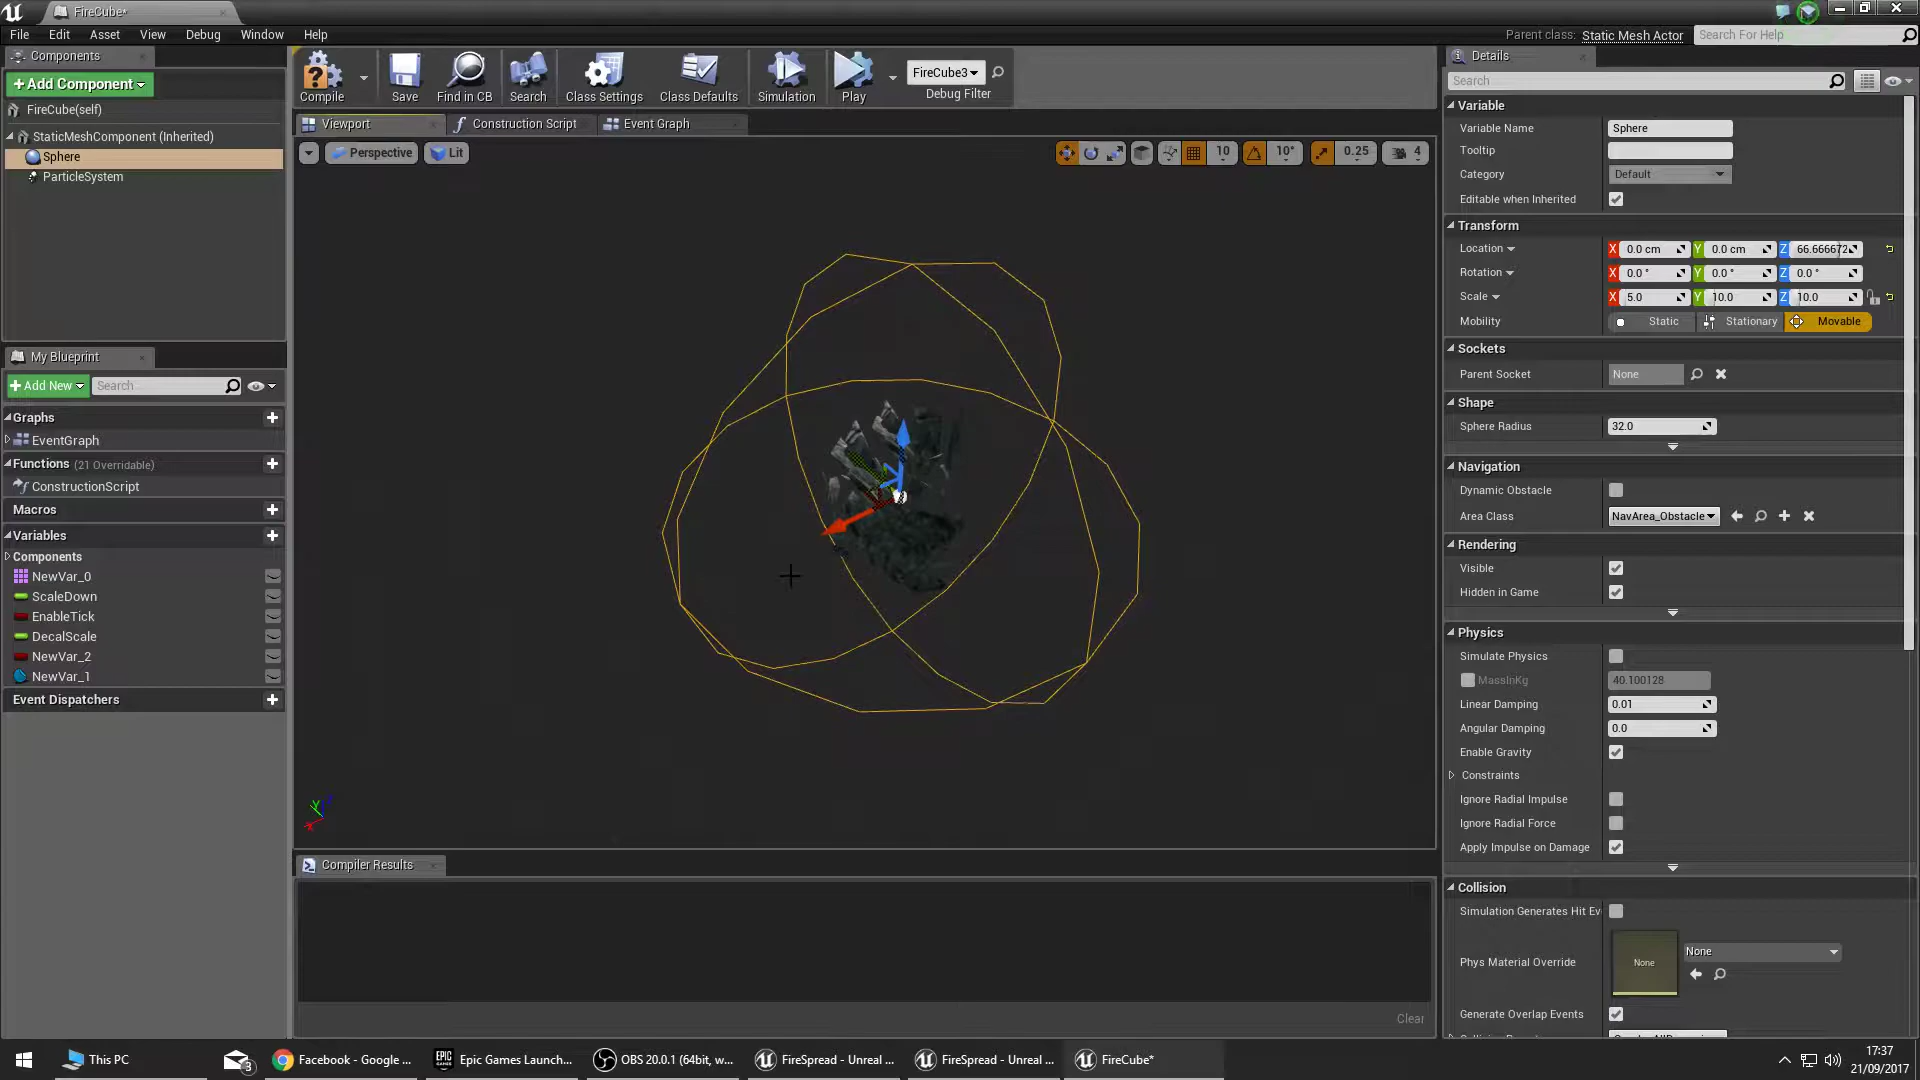 FireCube*
File Edit Asset View Debug Window Help
Parent class: Static Mesh Actor
Search For Help
Components
+ Add Component
FireCube(self)
StaticMeshComponent (Inherited)
Sphere
ParticleSystem
My Blueprint
+ Add New
Search
Graphs
EventGraph
Functions (21 Overridable)
ConstructionScript
Macros
Variables
Components
NewVar_0
ScaleDown
EnableTick
DecalScale
NewVar_2
NewVar_1
Event Dispatchers
Compile Save Find in CB Search Class Settings Class Defaults Simulation Play
FireCube3
Debug Filter
Viewport Construction Script Event Graph
Perspective Lit
10 10° 0.25 4
Y
X
Compiler Results
Clear
Details
Search
Variable
Variable Name Sphere
Tooltip
Category Default
Editable when Inherited
Transform
Location X 0.0 cm Y 0.0 cm Z 66.666672
Rotation X 0.0 ° Y 0.0 ° Z 0.0 °
Scale X 5.0 Y 10.0 Z 10.0
Mobility Static Stationary Movable
Sockets
Parent Socket None
Shape
Sphere Radius 32.0
Navigation
Dynamic Obstacle
Area Class NavArea_Obstacle
Rendering
Visible
Hidden in Game
Physics
Simulate Physics
MassInKg 40.100128
Linear Damping 0.01
Angular Damping 0.0
Enable Gravity
Constraints
Ignore Radial Impulse
Ignore Radial Force
Apply Impulse on Damage
Collision
Simulation Generates Hit Ev
Phys Material Override None None
Generate Overlap Events
This PC
3
Facebook - Google ...
EPIC GAMES
Epic Games Launch...
OBS 20.0.1 (64bit, w...
FireSpread - Unreal ...
FireSpread - Unreal ...
FireCube*
17:37
21/09/2017